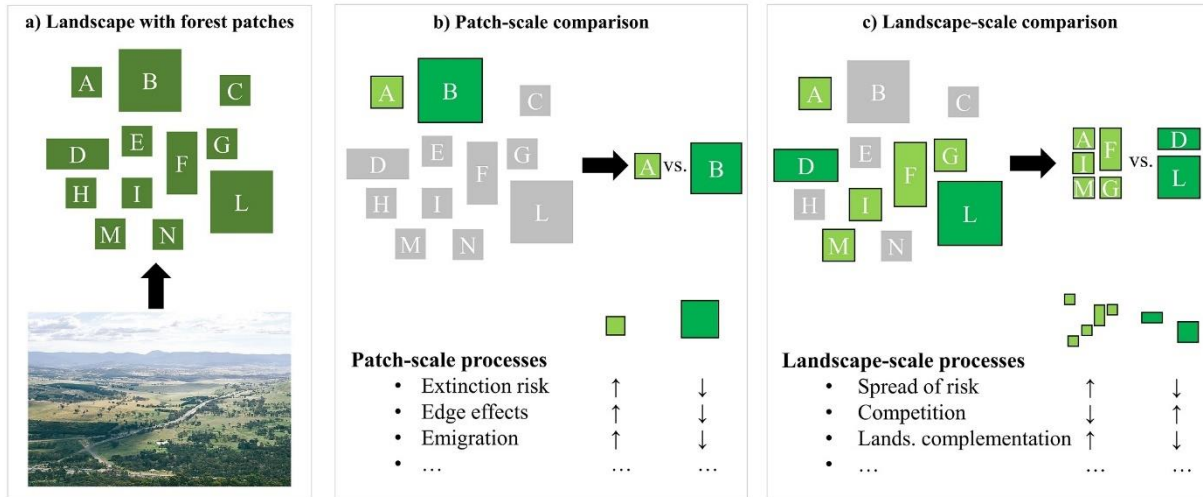 a) Landscape with forest patches
A
B
C
D
E
F
G
H
I
L
M
N
b) Patch-scale comparison
A
B
C
D
E
F
G
H
I
L
M
N
A vs. B
Patch-scale processes
• Extinction risk ↑ ↓
• Edge effects ↑ ↓
• Emigration ↑ ↓
• … … …
c) Landscape-scale comparison
A
B
C
D
E
F
G
H
I
L
M
N
A F D
I vs. L
M G
Landscape-scale processes
• Spread of risk ↑ ↓
• Competition ↓ ↑
• Lands. complementation ↑ ↓
• … … …